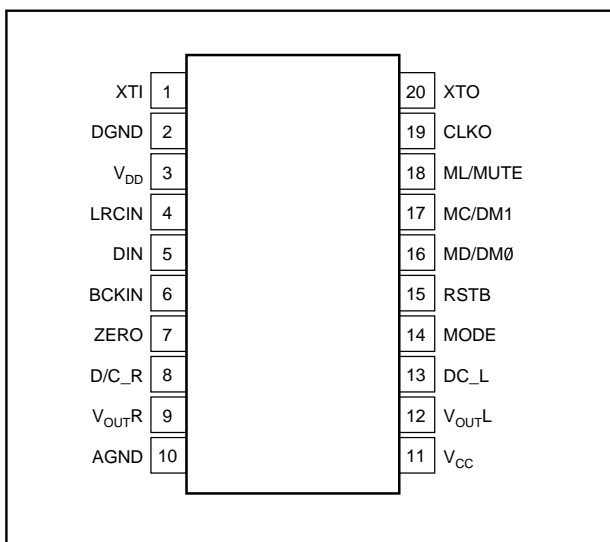 XTI 1 20 XTO
DGND 2 19 CLKO
VDD 3 18 ML/MUTE
LRCIN 4 17 MC/DM1
DIN 5 16 MD/DMØ
BCKIN 6 15 RSTB
ZERO 7 14 MODE
D/C_R 8 13 DC_L
VOUTR 9 12 VOUTL
AGND 10 11 VCC